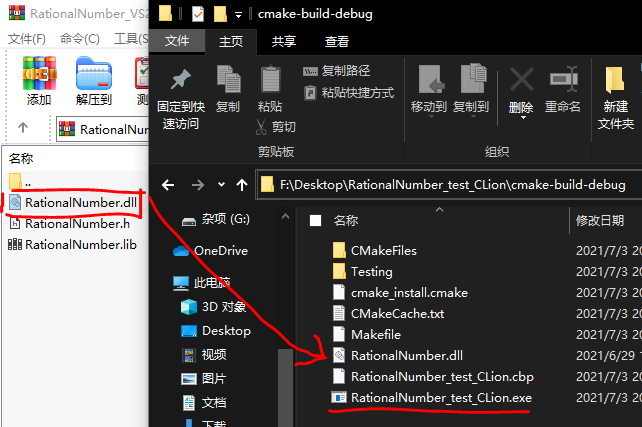 RationalNumber_VS2
文件(F) 命令(C) 工具(S
添加 解压到 测
RationalNum
名称
..
RationalNumber.dll
RationalNumber.h
RationalNumber.lib
cmake-build-debug
文件 主页 共享 查看
固定到快
速访问
复制
粘贴
复制路径
粘贴快捷方式
剪切
移动到 复制到 删除 重命名
新建
文件夹
剪贴板 组织
F:\Desktop\RationalNumber_test_CLion\cmake-build-debug
杂项 (G:)
OneDrive
此电脑
3D 对象
Desktop
视频
图片
文档
下载
名称 修改日期
CMakeFiles 2021/7/3 20
Testing 2021/7/3 20
cmake_install.cmake 2021/7/3 20
CMakeCache.txt 2021/7/3 20
Makefile 2021/7/3 20
RationalNumber.dll 2021/6/29 1
RationalNumber_test_CLion.cbp 2021/7/3 20
RationalNumber_test_CLion.exe 2021/7/3 20